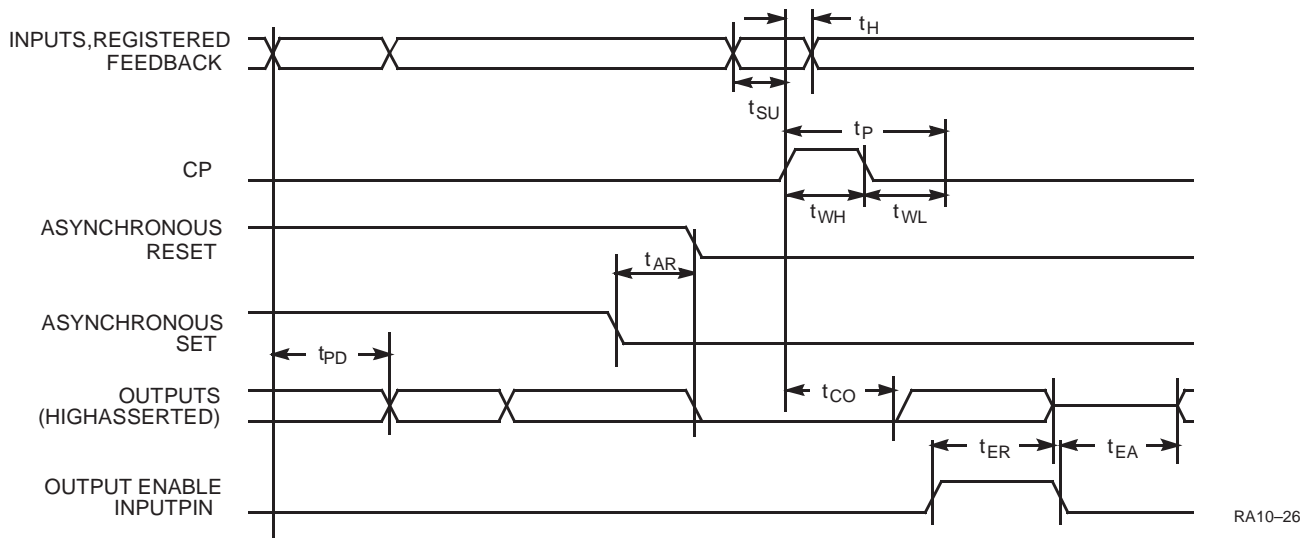 INPUTS,REGISTERED
FEEDBACK
tH
tSU
tP
CP
tWH
tWL
ASYNCHRONOUS
RESET
tAR
ASYNCHRONOUS
SET
tPD
OUTPUTS
(HIGHASSERTED)
tCO
tER
tEA
OUTPUT ENABLE
INPUTPIN
RA10–26